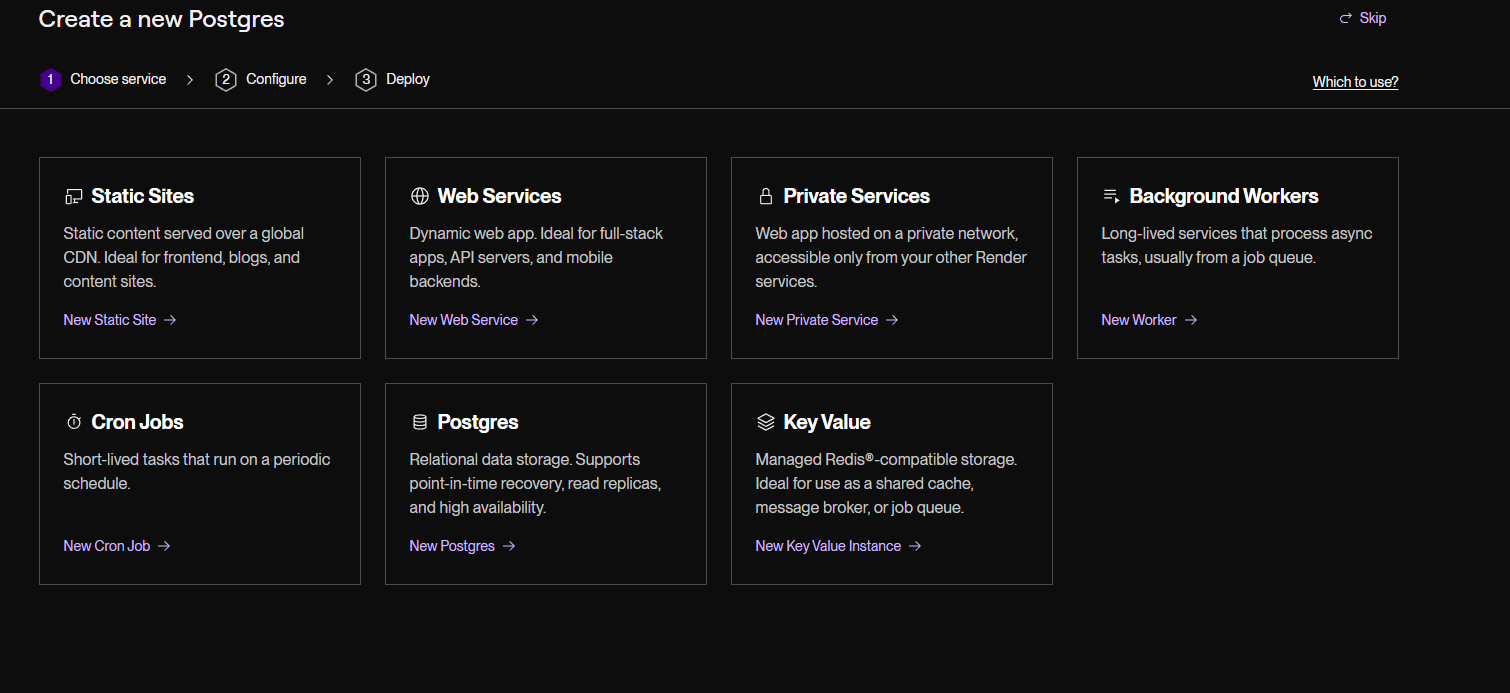 Create a new Postgres
Skip
1 Choose service
2 Configure
3 Deploy
Which to use?
Static Sites
Static content served over a global
CDN. Ideal for frontend, blogs, and
content sites.
New Static Site
Web Services
Dynamic web app. Ideal for full-stack
apps, API servers, and mobile
backends.
New Web Service
Private Services
Web app hosted on a private network,
accessible only from your other Render
services.
New Private Service
Background Workers
Long-lived services that process async
tasks, usually from a job queue.
New Worker
Cron Jobs
Short-lived tasks that run on a periodic
schedule.
New Cron Job
Postgres
Relational data storage. Supports
point-in-time recovery, read replicas,
and high availability.
New Postgres
Key Value
Managed Redis®-compatible storage.
Ideal for use as a shared cache,
message broker, or job queue.
New Key Value Instance